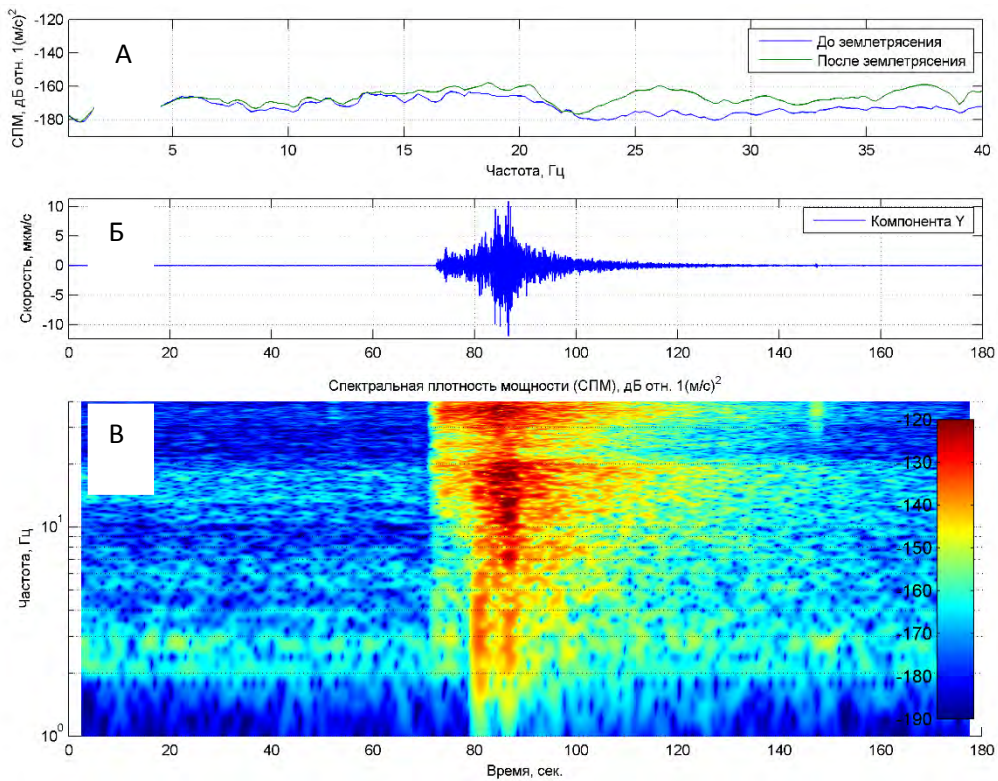 -120
А
До землетрясения
После землетрясения
-140
-160
-180
СПМ, дБ отн. 1(м/с)²
5 10 15 20 25 30 35 40
Частота, Гц
Б
Компонента Y
10
5
0
-5
-10
Скорость, мкм/с
0 20 40 60 80 100 120 140 160 180
Спектральная плотность мощности (СПМ), дБ отн. 1(м/с)²
В
-120
-130
-140
-150
-160
-170
-180
-190
10¹
10⁰
Частота, Гц
0 20 40 60 80 100 120 140 160 180
Время, сек.